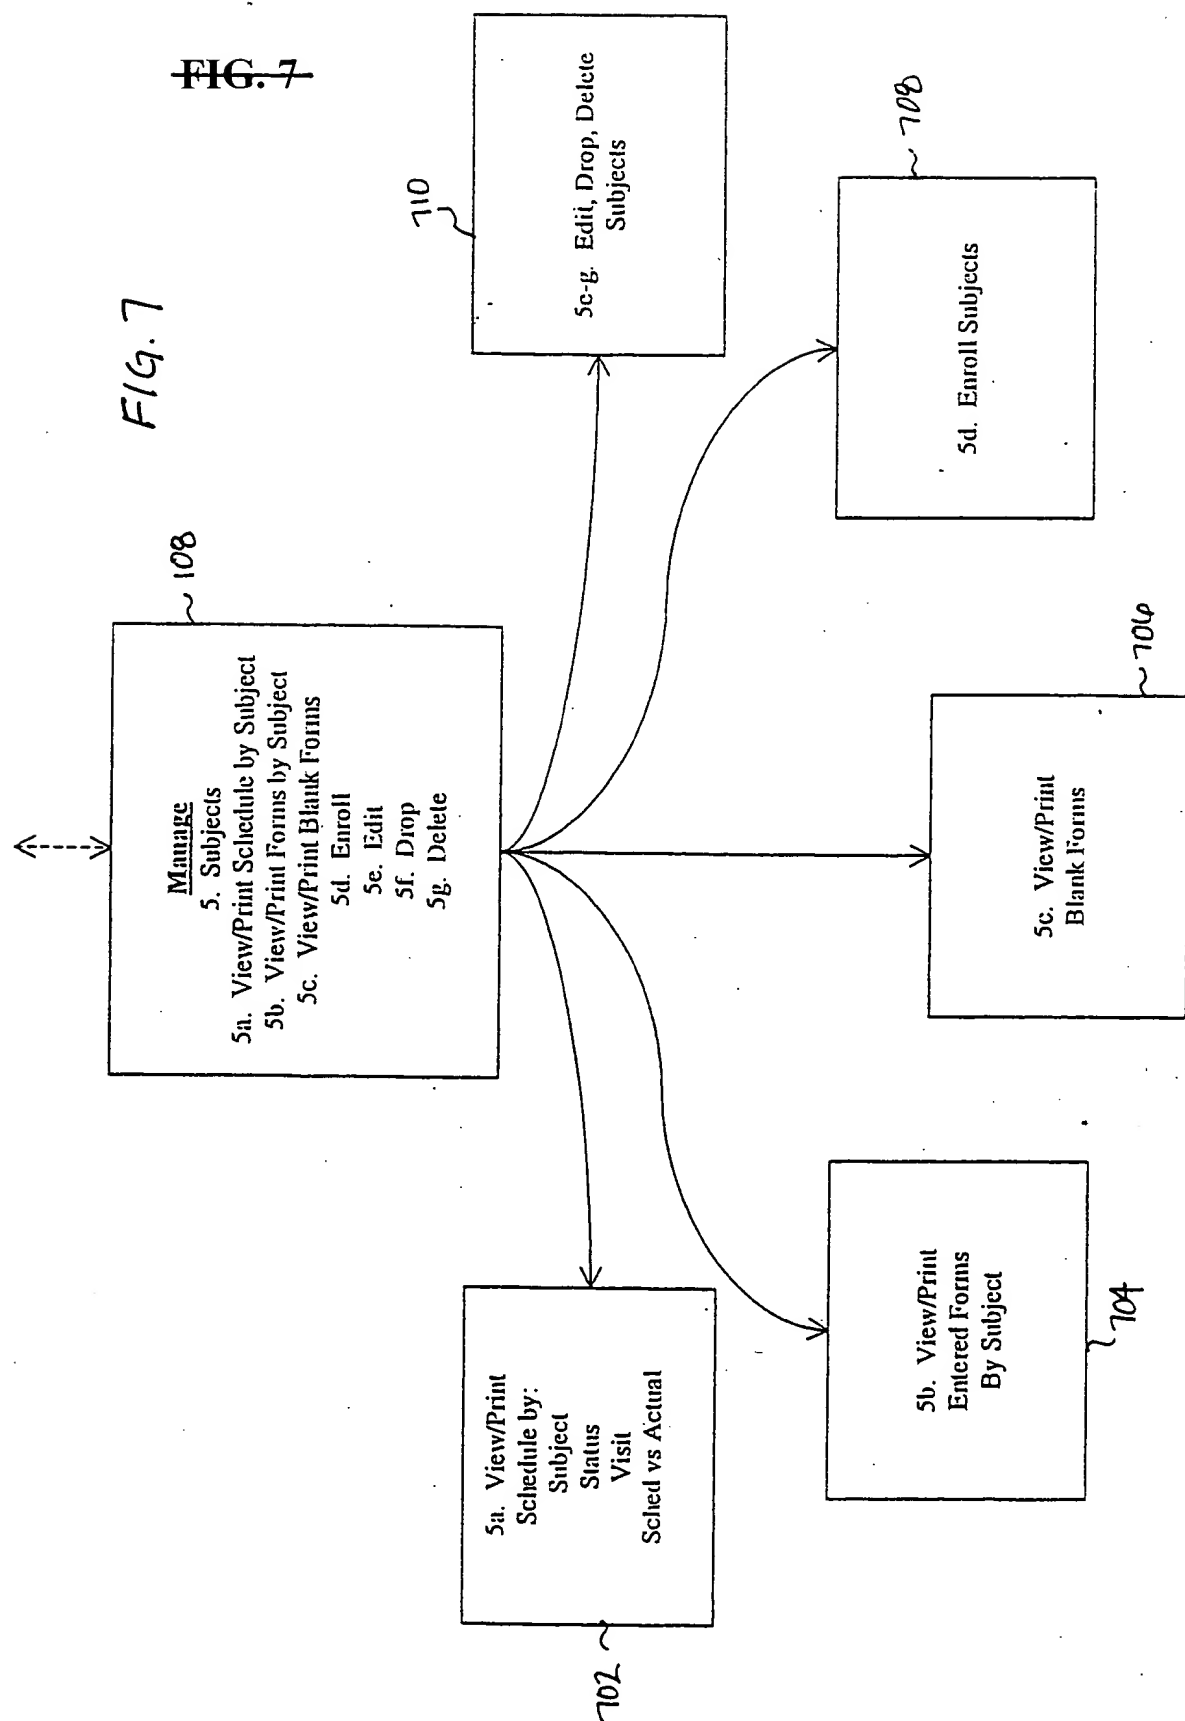 FIG. 7
FIG. 7
108
Manage
5. Subjects
5a. View/Print Schedule by Subject
5b. View/Print Forms by Subject
5c. View/Print Blank Forms
5d. Enroll
5e. Edit
5f. Drop
5g. Delete
702
5a. View/Print
Schedule by:
Subject
Status
Visit
Sched vs Actual
704
5b. View/Print
Entered Forms
By Subject
706
5c. View/Print
Blank Forms
708
5d. Enroll Subjects
710
5e-g. Edit, Drop, Delete
Subjects